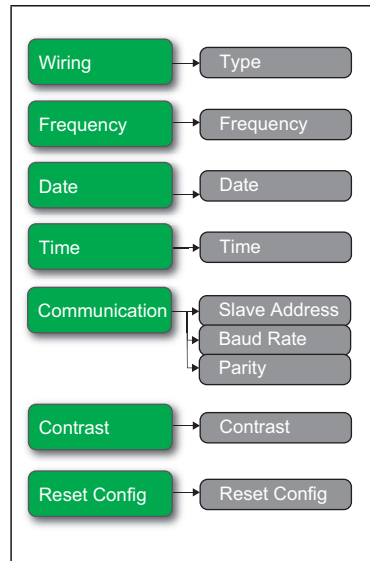 Wiring
Type
Frequency
Frequency
Date
Date
Time
Time
Communication
Slave Address
Baud Rate
Parity
Contrast
Contrast
Reset Config
Reset Config